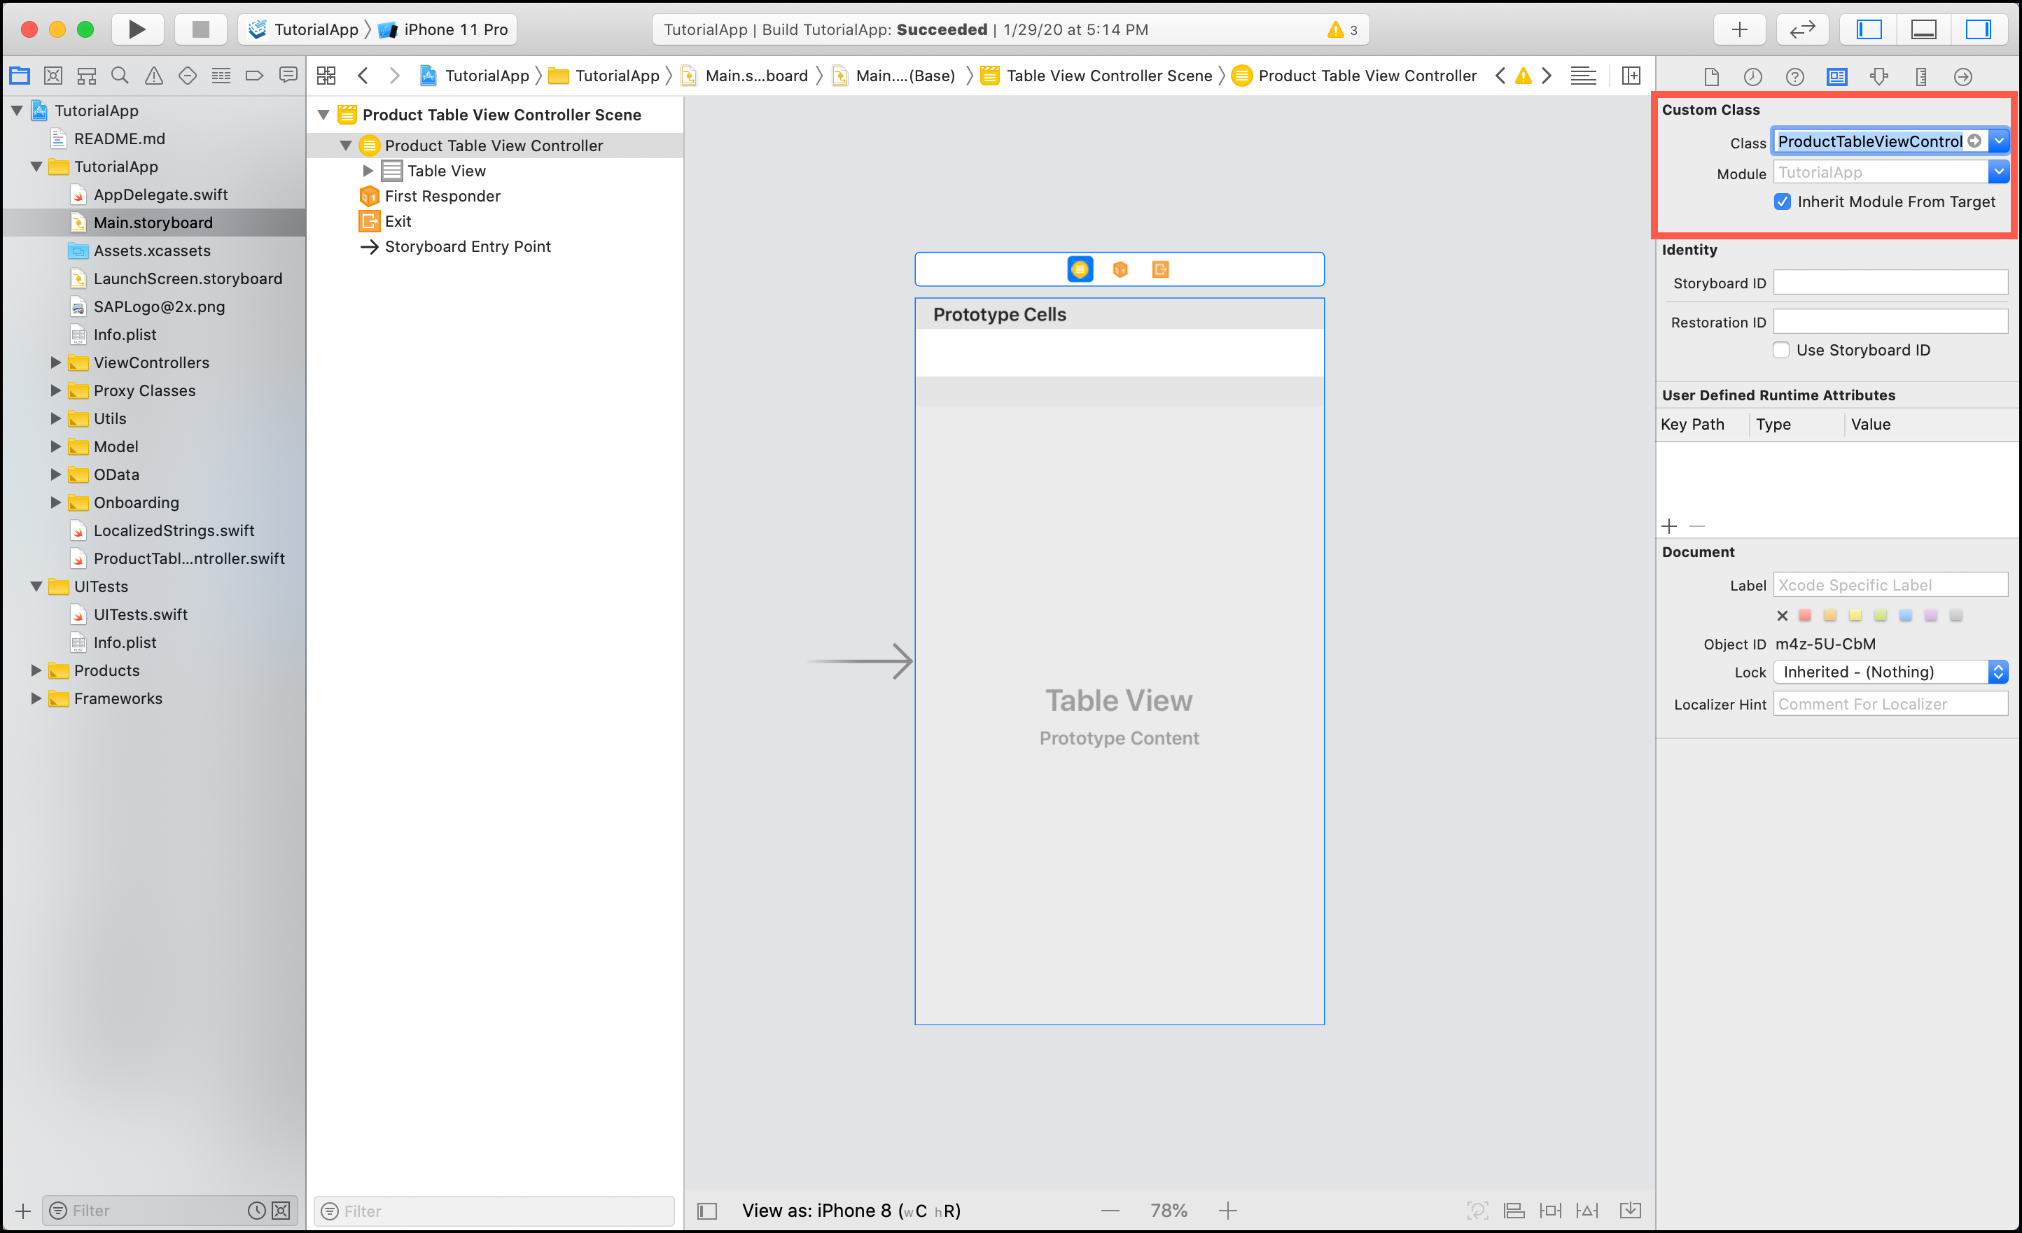 TutorialApp iPhone 11 Pro
TutorialApp | Build TutorialApp: Succeeded | 1/29/20 at 5:14 PM
3
TutorialApp TutorialApp Main.s...board Main....(Base) Table View Controller Scene Product Table View Controller
TutorialApp
README.md
TutorialApp
AppDelegate.swift
Main.storyboard
Assets.xcassets
LaunchScreen.storyboard
SAPLogo@2x.png
Info.plist
ViewControllers
Proxy Classes
Utils
Model
OData
Onboarding
LocalizedStrings.swift
ProductTabl...ntroller.swift
UITests
UITests.swift
Info.plist
Products
Frameworks
Filter
Product Table View Controller Scene
Product Table View Controller
Table View
First Responder
Exit
Storyboard Entry Point
Filter
Prototype Cells
Table View
Prototype Content
View as: iPhone 8 (wC hR)
78%
Custom Class
Class ProductTableViewControl
Module TutorialApp
Inherit Module From Target
Identity
Storyboard ID
Restoration ID
Use Storyboard ID
User Defined Runtime Attributes
Key Path Type Value
Document
Label Xcode Specific Label
Object ID m4z-5U-CbM
Lock Inherited - (Nothing)
Localizer Hint Comment For Localizer